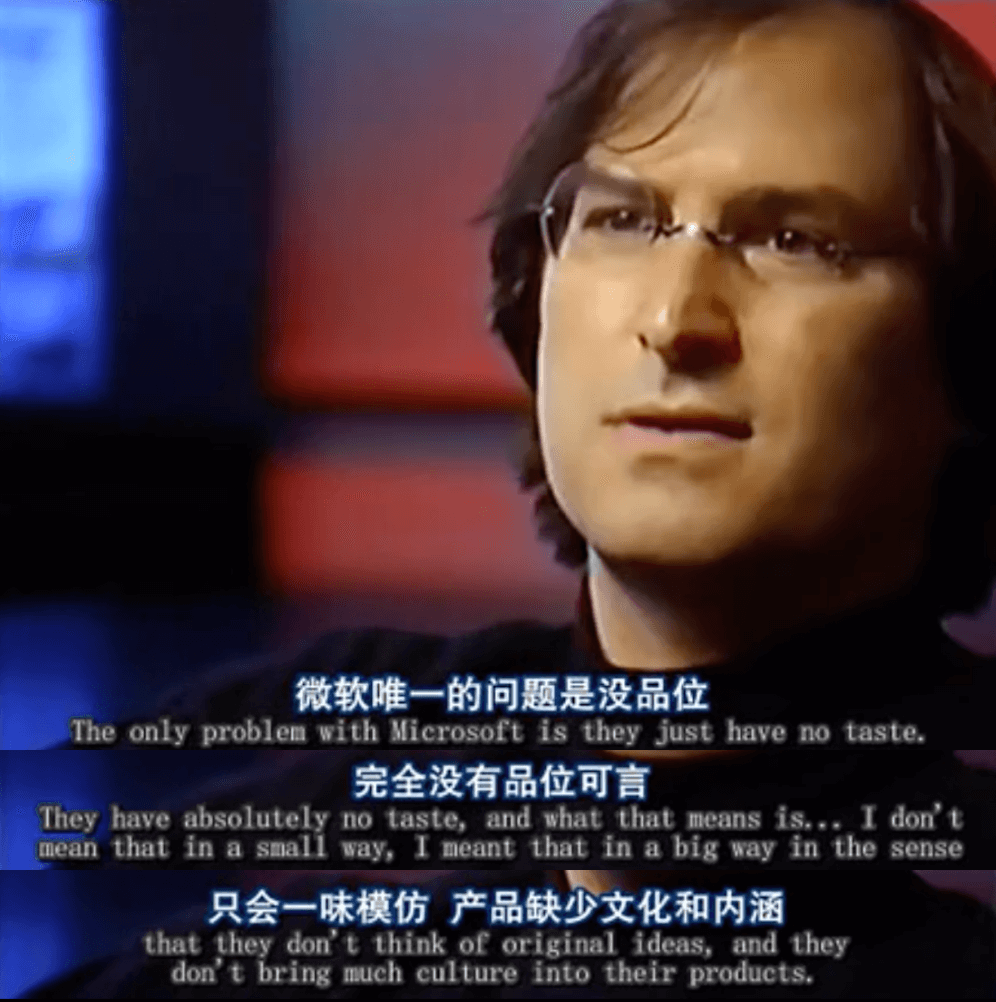 微软唯一的问题是没品位
The only problem with Microsoft is they just have no taste.
完全没有品位可言
They have absolutely no taste, and what that means is... I don't
mean that in a small way, I meant that in a big way in the sense
只会一味模仿 产品缺少文化和内涵
that they don't think of original ideas, and they
don't bring much culture into their products.